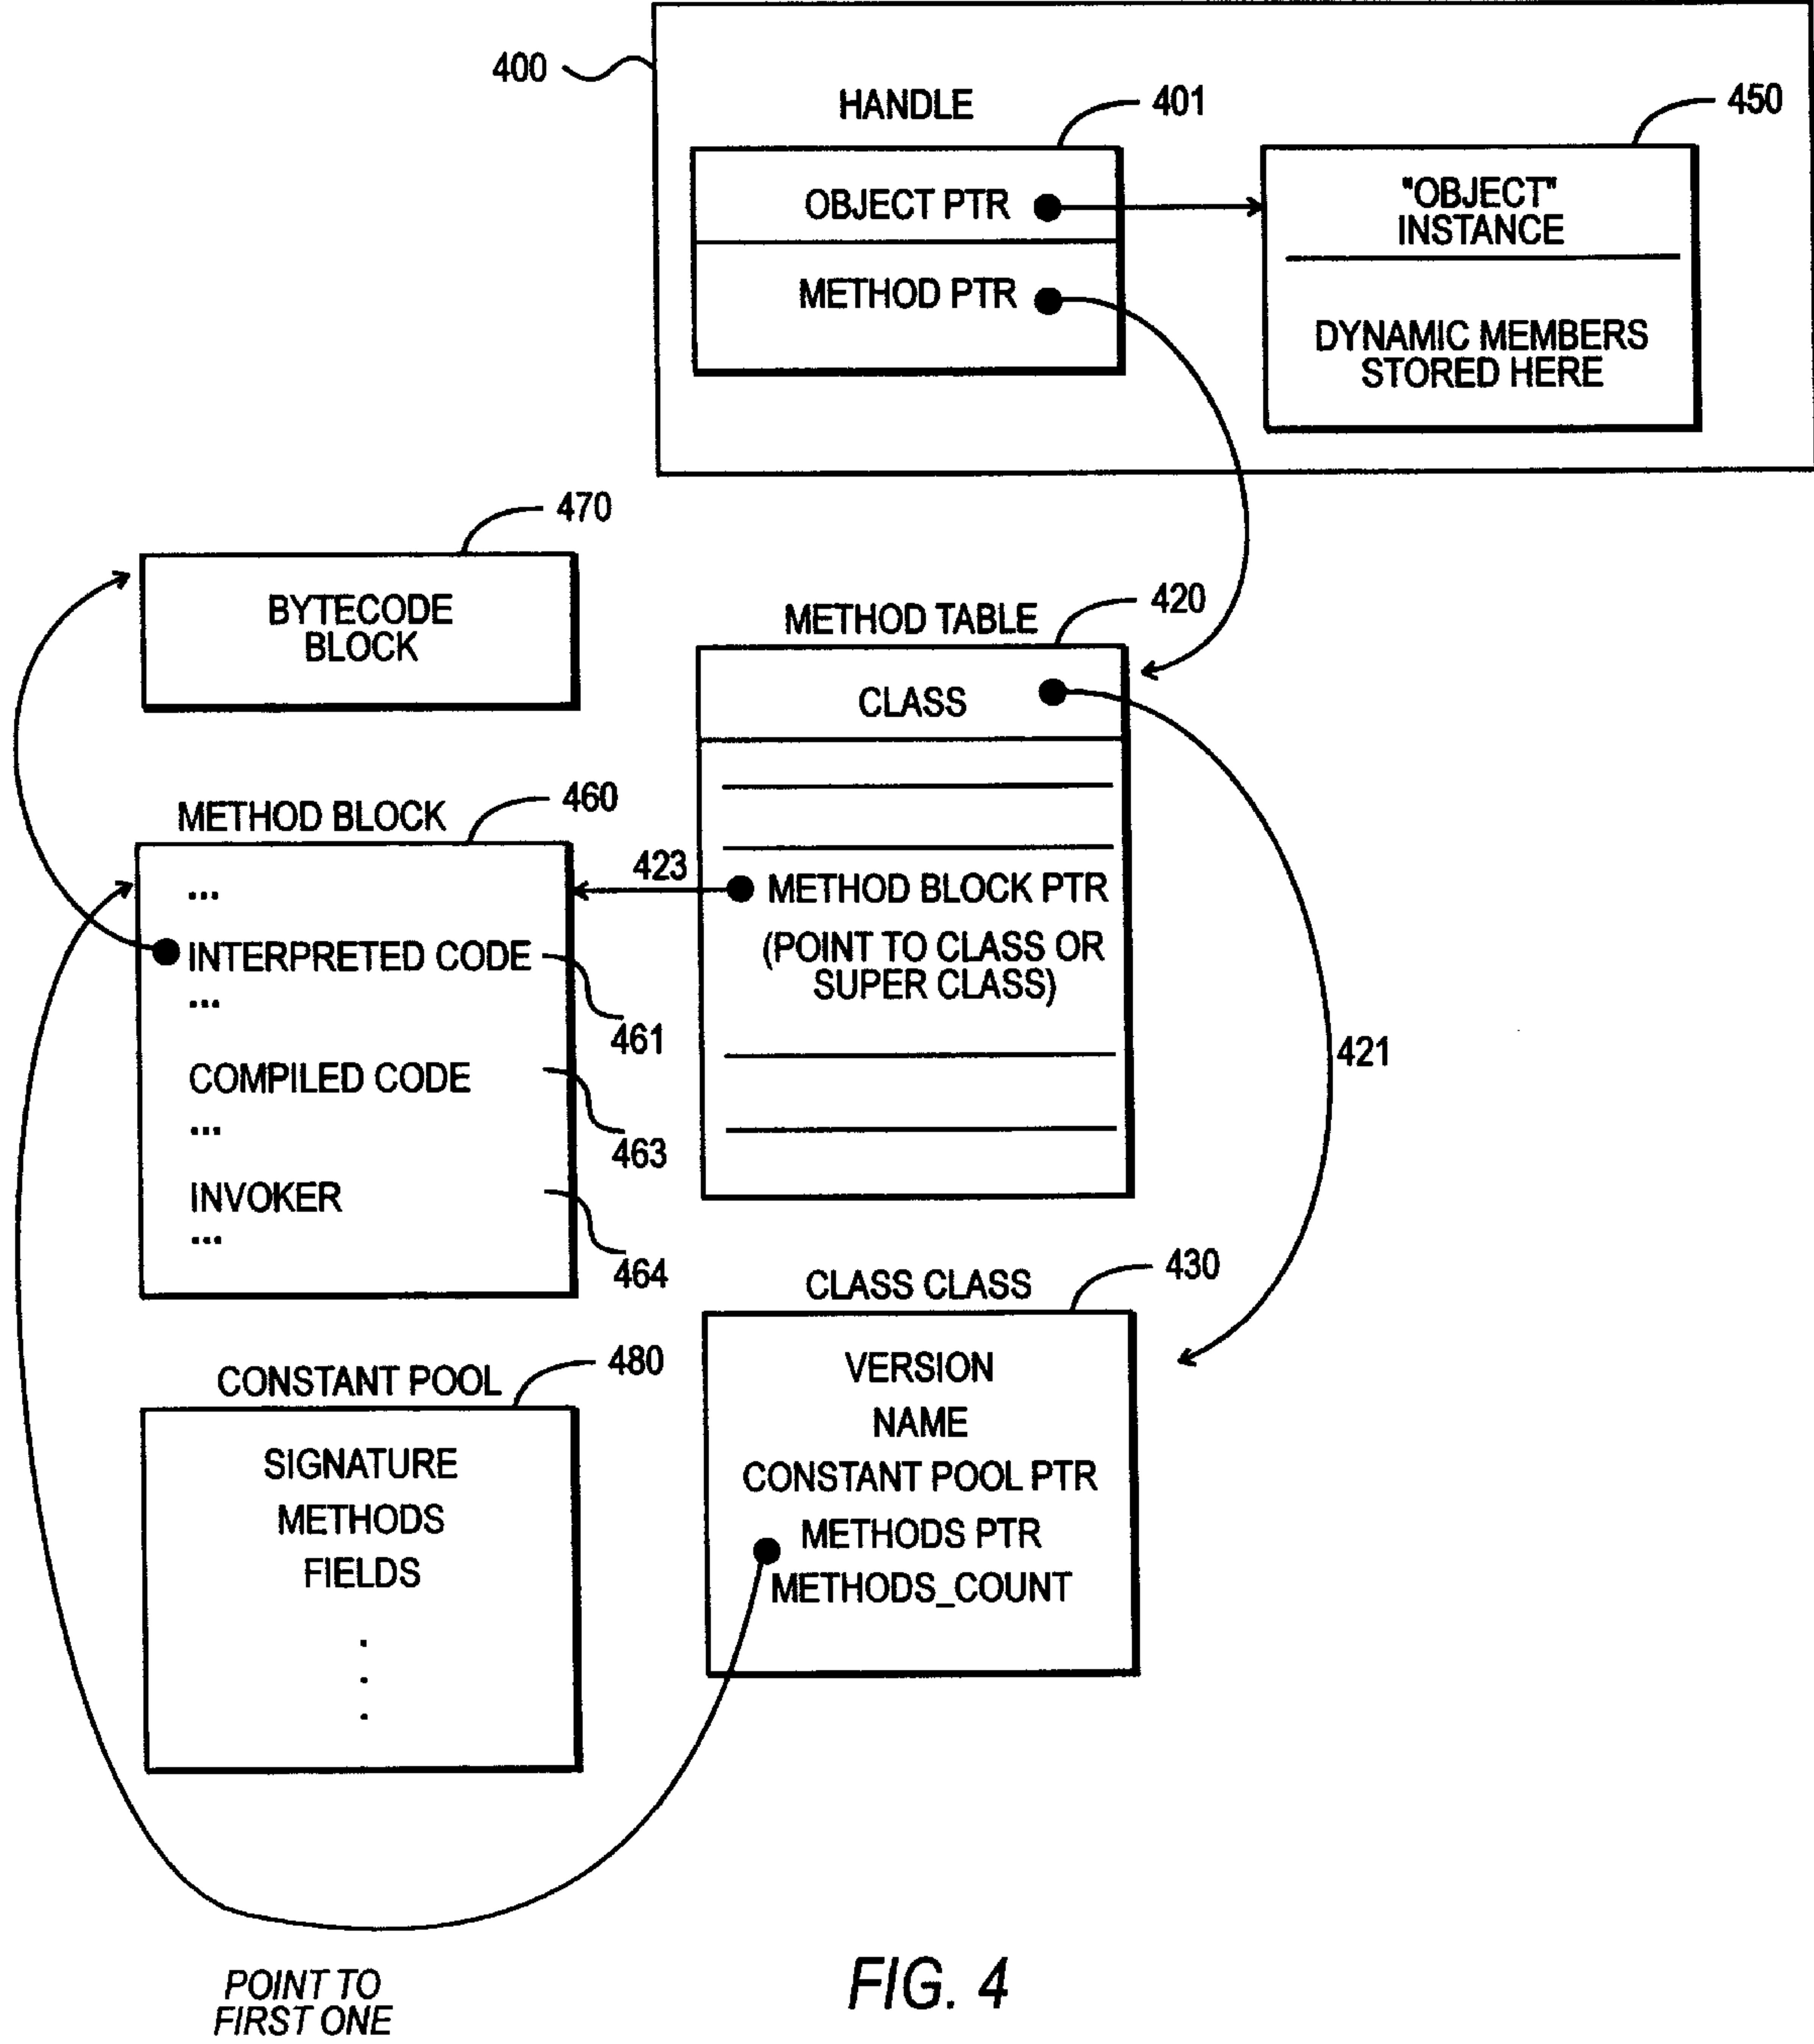 400
HANDLE
401
450
OBJECT PTR
METHOD PTR
"OBJECT"
INSTANCE
DYNAMIC MEMBERS
STORED HERE
470
BYTECODE
BLOCK
METHOD TABLE
420
CLASS
METHOD BLOCK PTR
(POINT TO CLASS OR
SUPER CLASS)
423
421
METHOD BLOCK
460
...
INTERPRETED CODE
...
461
COMPILED CODE
...
463
INVOKER
...
464
CLASS CLASS
430
VERSION
NAME
CONSTANT POOL PTR
METHODS PTR
METHODS_COUNT
CONSTANT POOL
480
SIGNATURE
METHODS
FIELDS
.
.
.
POINT TO
FIRST ONE
FIG. 4